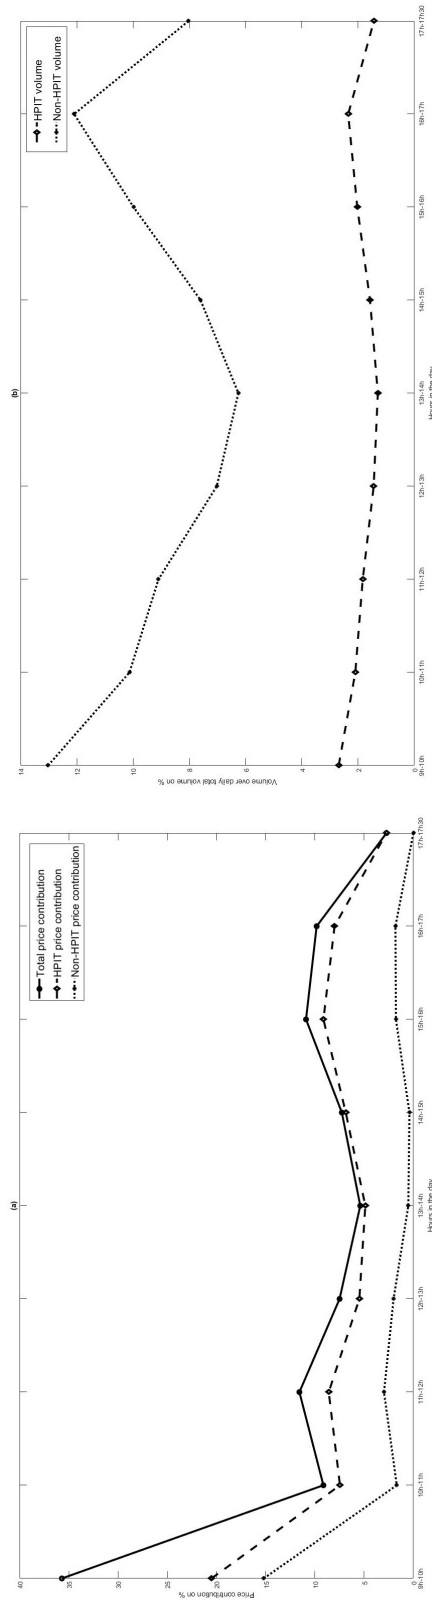 (a)
40
35
30
25
20
15
10
5
0
Price contribution on %
9h-10h
10h-11h
11h-12h
12h-13h
13h-14h
14h-15h
15h-16h
16h-17h
17h-17h30
Hours in the day
Total price contribution
HPIT price contribution
Non-HPIT price contribution
(b)
14
12
10
8
6
4
2
0
Volume over daily total volume on %
9h-10h
10h-11h
11h-12h
12h-13h
13h-14h
14h-15h
15h-16h
16h-17h
17h-17h30
Hours in the day
HPIT volume
Non-HPIT volume